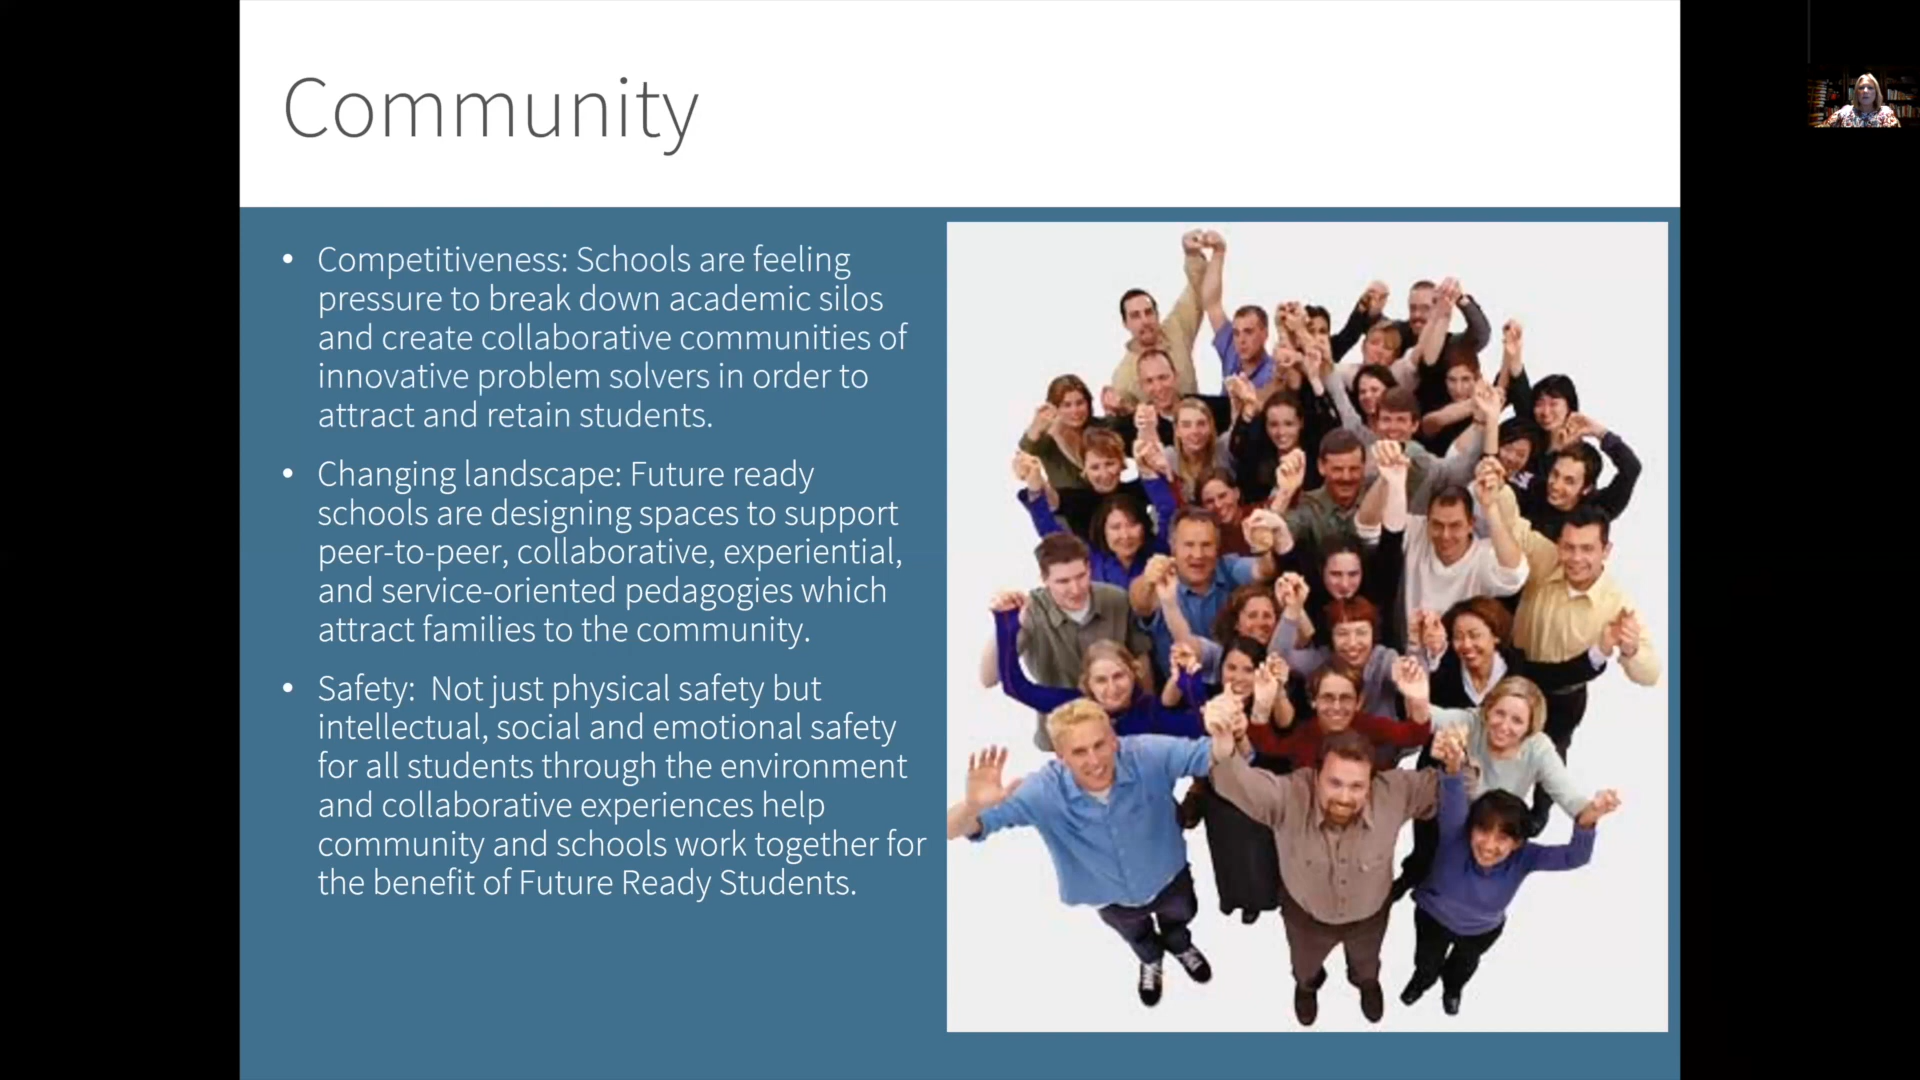 Community
• Competitiveness: Schools are feeling
pressure to break down academic silos
and create collaborative communities of
innovative problem solvers in order to
attract and retain students.
• Changing landscape: Future ready
schools are designing spaces to support
peer-to-peer, collaborative, experiential,
and service-oriented pedagogies which
attract families to the community.
• Safety:  Not just physical safety but
intellectual, social and emotional safety
for all students through the environment
and collaborative experiences help
community and schools work together for
the benefit of Future Ready Students.